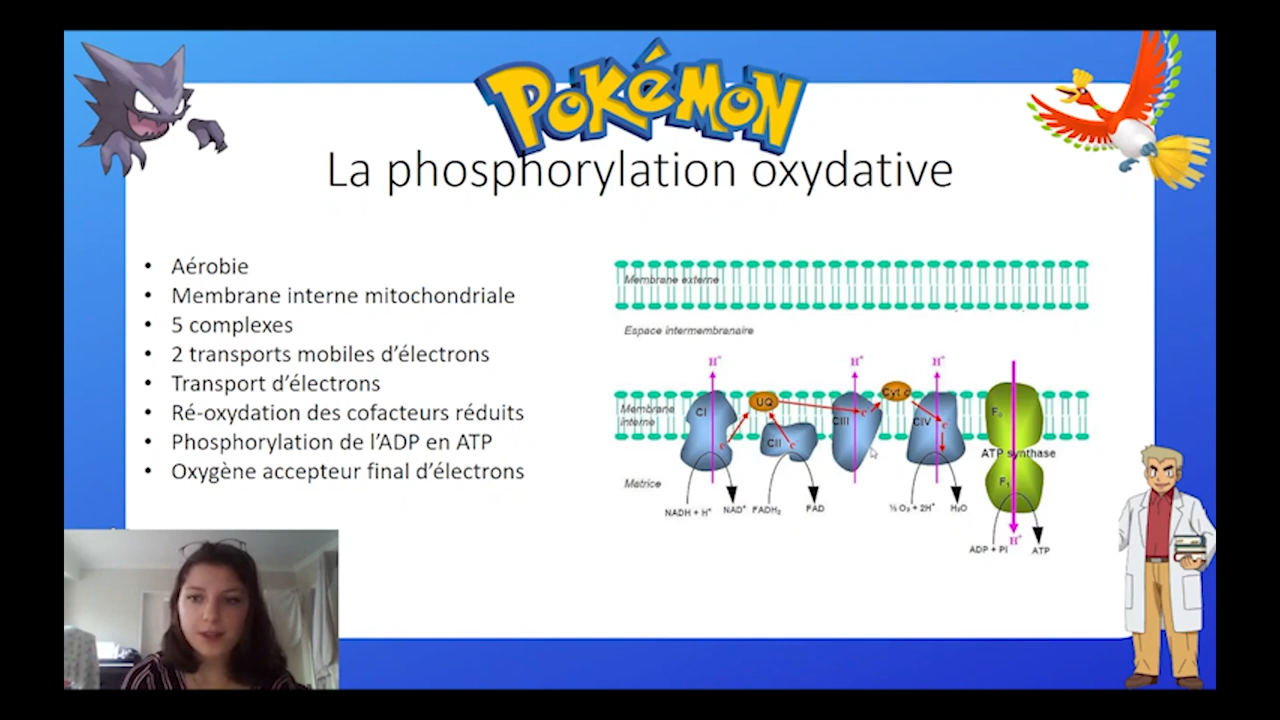 POKÉMON
La phosphorylation oxydative
• Aérobie
• Membrane interne mitochondriale
• 5 complexes
• 2 transports mobiles d’électrons
• Transport d’électrons
• Ré-oxydation des cofacteurs réduits
• Phosphorylation de l’ADP en ATP
• Oxygène accepteur final d’électrons
Membrane externe
Espace intermembranaire
H⁺ H⁺ H⁺
Membrane interne
CI UQ CII CIII Cyt c CIV F₀
e⁻ e⁻ e⁻ e⁻
ATP synthase
Matrice
F₁
NADH + H⁺ NAD⁺ FADH₂ FAD ½ O₂ + 2H⁺ H₂O
ADP + Pi H⁺ ATP